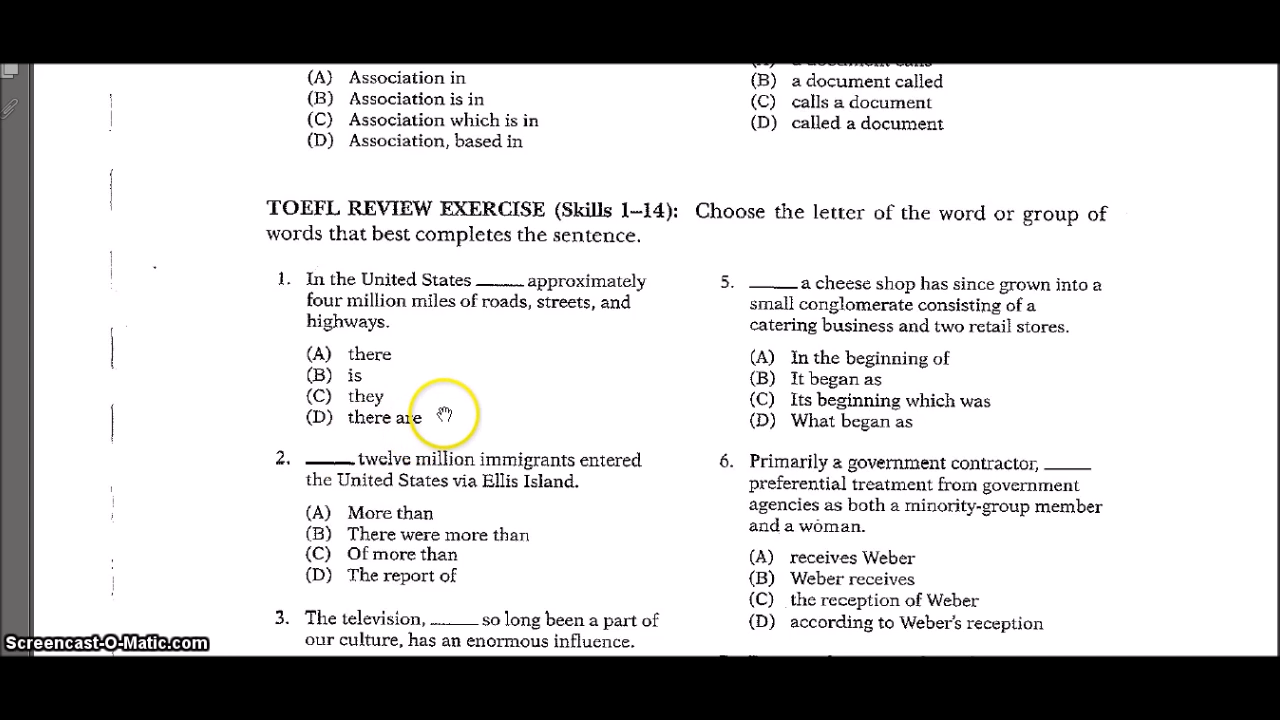 (A) Association in
(B) Association is in
(C) Association which is in
(D) Association, based in
(B) a document called
(C) calls a document
(D) called a document
TOEFL REVIEW EXERCISE (Skills 1–14): Choose the letter of the word or group of
words that best completes the sentence.
1. In the United States _____ approximately
four million miles of roads, streets, and
highways.
(A) there
(B) is
(C) they
(D) there are
2. _____ twelve million immigrants entered
the United States via Ellis Island.
(A) More than
(B) There were more than
(C) Of more than
(D) The report of
3. The television, _____ so long been a part of
our culture, has an enormous influence.
5. _____ a cheese shop has since grown into a
small conglomerate consisting of a
catering business and two retail stores.
(A) In the beginning of
(B) It began as
(C) Its beginning which was
(D) What began as
6. Primarily a government contractor, _____
preferential treatment from government
agencies as both a minority-group member
and a woman.
(A) receives Weber
(B) Weber receives
(C) the reception of Weber
(D) according to Weber's reception
Screencast-O-Matic.com